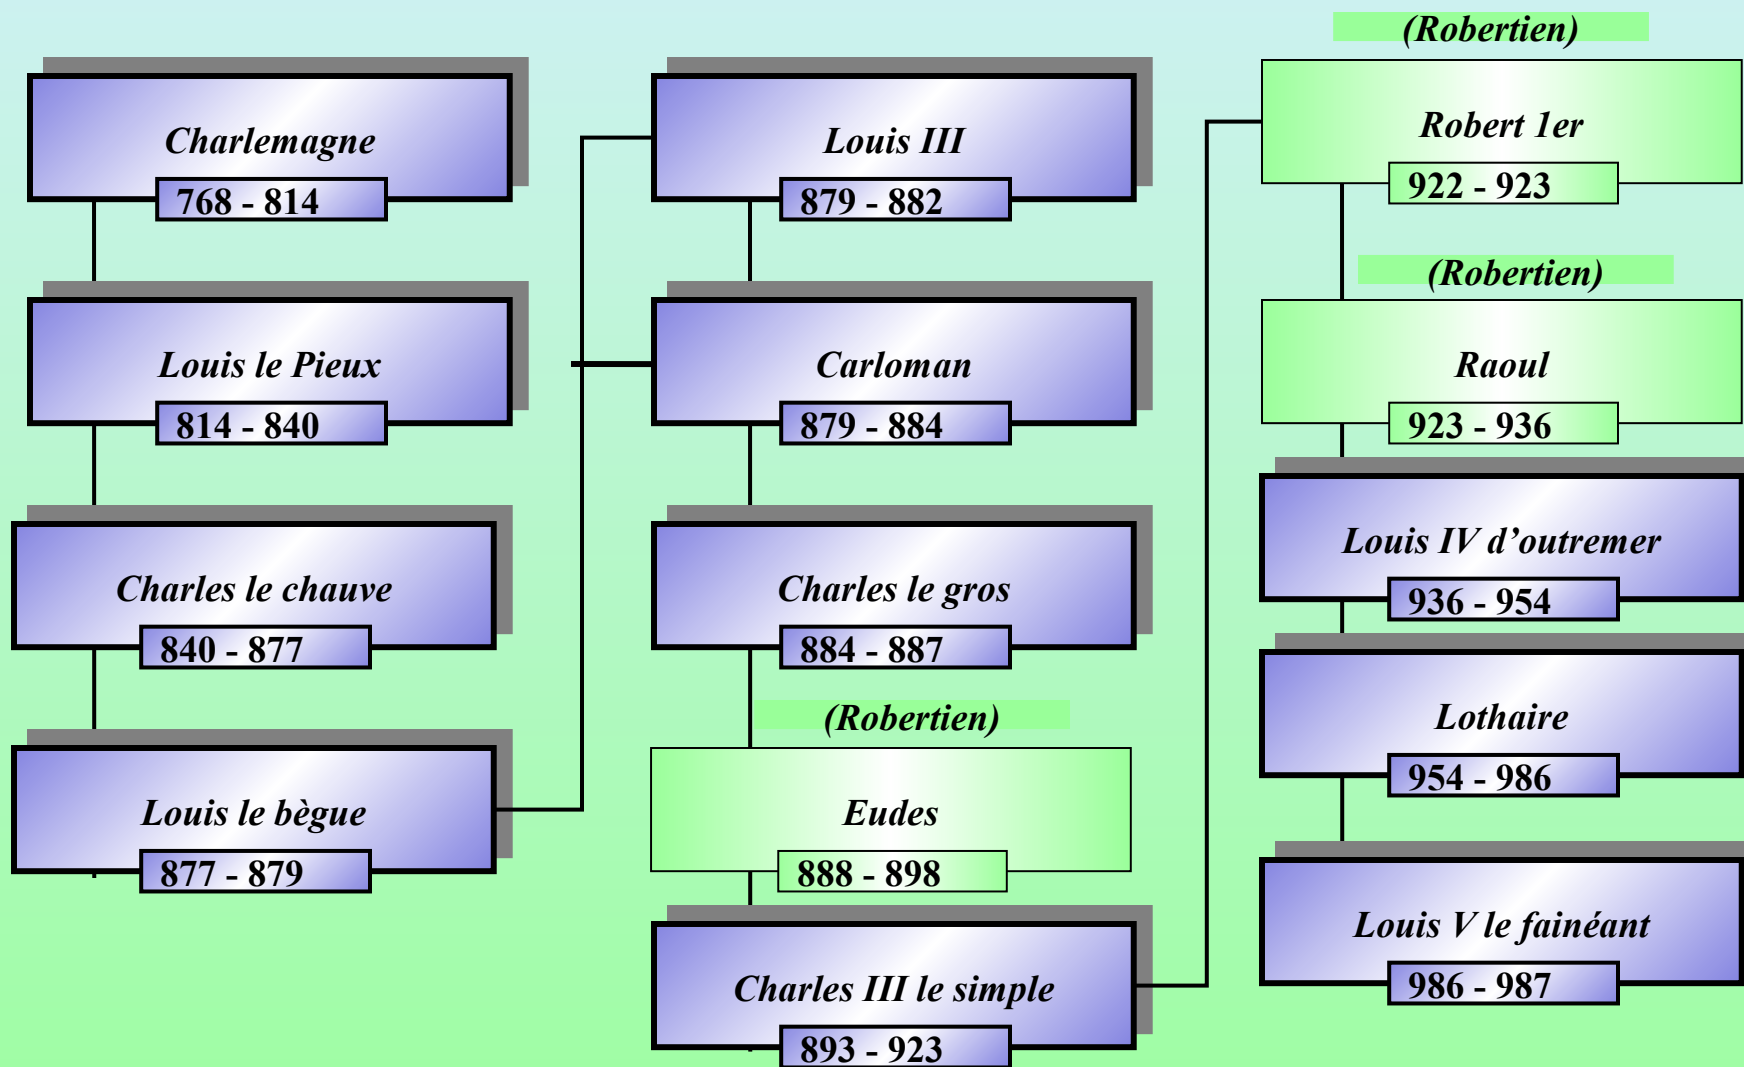 Charlemagne
768 - 814
Louis le Pieux
814 - 840
Charles le chauve
840 - 877
Louis le bègue
877 - 879
Louis III
879 - 882
Carloman
879 - 884
Charles le gros
884 - 887
(Robertien)
Eudes
888 - 898
Charles III le simple
893 - 923
(Robertien)
Robert 1er
922 - 923
(Robertien)
Raoul
923 - 936
Louis IV d’outremer
936 - 954
Lothaire
954 - 986
Louis V le fainéant
986 - 987